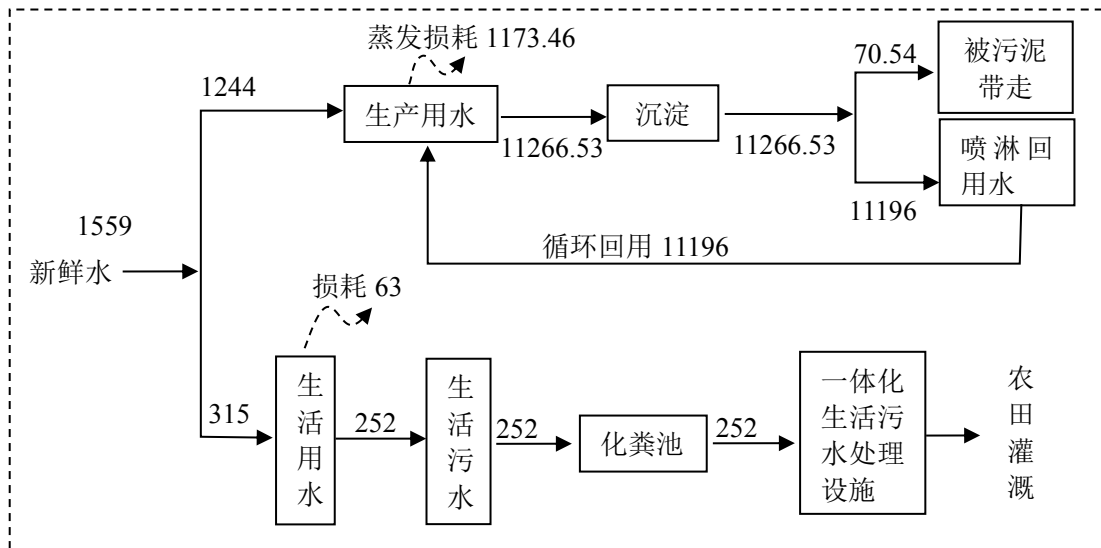 蒸发损耗 1173.46
70.54
被污泥
带走
1244
生产用水
沉淀
11266.53
11266.53
喷淋回
用水
11196
1559
循环回用 11196
新鲜水
损耗 63
生
活
用
水
生
活
污
水
一体化
生活污
水处理
设施
农
田
灌
溉
315
252
252
化粪池
252